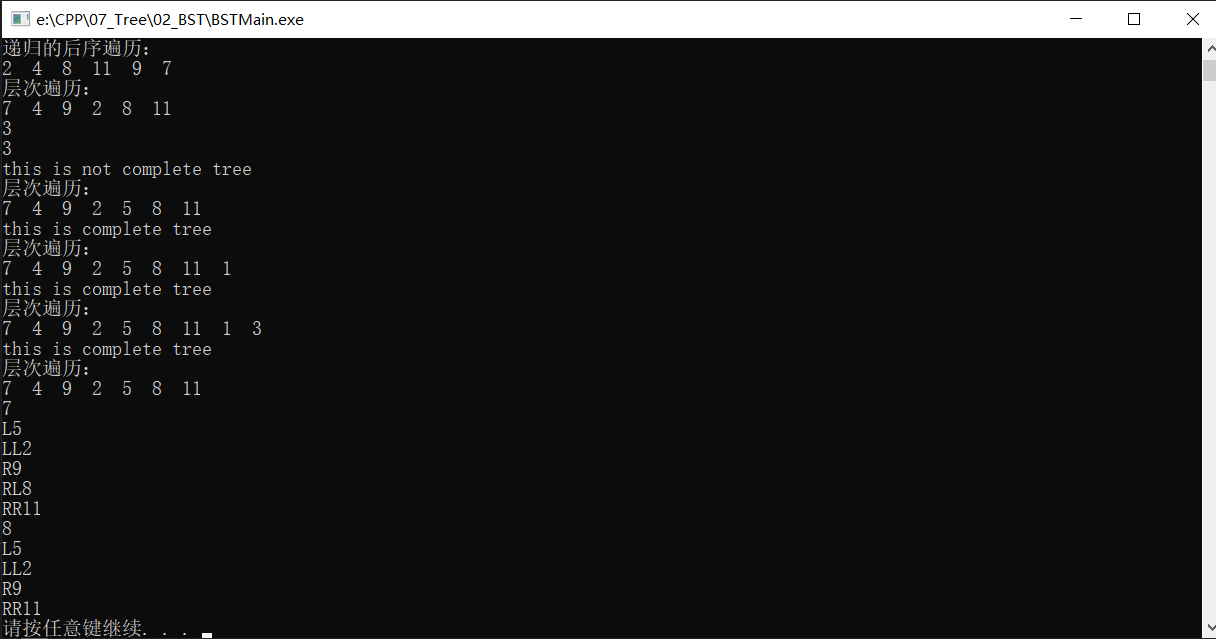 e:\CPP\07_Tree\02_BST\BSTMain.exe
递归的后序遍历:
2  4  8  11  9  7
层次遍历:
7  4  9  2  8  11
3
3
this is not complete tree
层次遍历:
7  4  9  2  5  8  11
this is complete tree
层次遍历:
7  4  9  2  5  8  11  1
this is complete tree
层次遍历:
7  4  9  2  5  8  11  1  3
this is complete tree
层次遍历:
7  4  9  2  5  8  11
7
L5
LL2
R9
RL8
RR11
8
L5
LL2
R9
RR11
请按任意键继续. . .